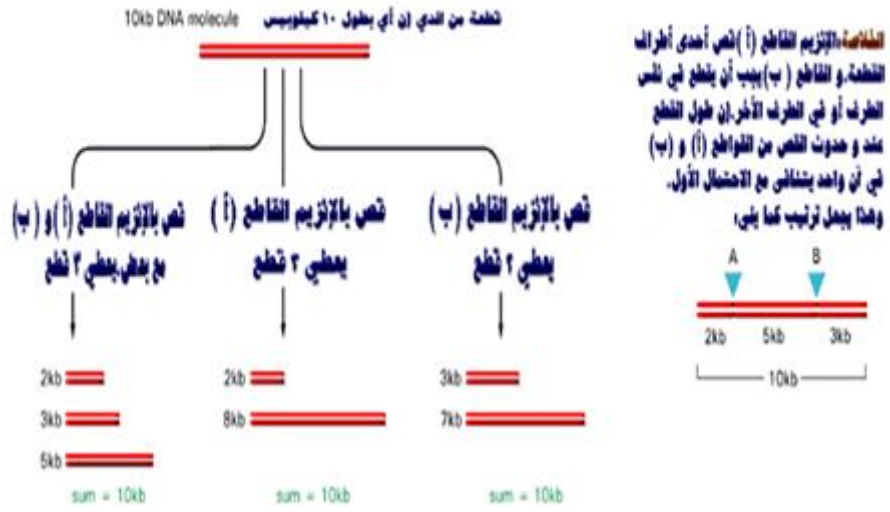 قطعة من الدي إن أي بطول ١٠ كيلوبيس
10kb DNA molecule
الخلاصة،الإنزيم القاطع (أ )قص أحدى أطراف
القطعة.و القاطع ( ب)يجب أن يقطع في نفس
الطرف أو في الطرف الأخر.إن طول القطع
عند و حدوث القص من القواطع (أ) و (ب)
في أن واحد يتنافى مع الاحتمال الأول.
وهذا يجعل ترتيب كما يلي،
قص بالإنزيم القاطع (أ )و ( ب)
مع بعض.يعطي ٣ قطع
قص بالإنزيم القاطع (أ )
يعطي ٢ قطع
قص بالإنزيم القاطع (ب )
يعطي ٢ قطع
A
B
2kb
5kb
3kb
10kb
2kb
3kb
5kb
sum = 10kb
2kb
8kb
sum = 10kb
3kb
7kb
sum = 10kb